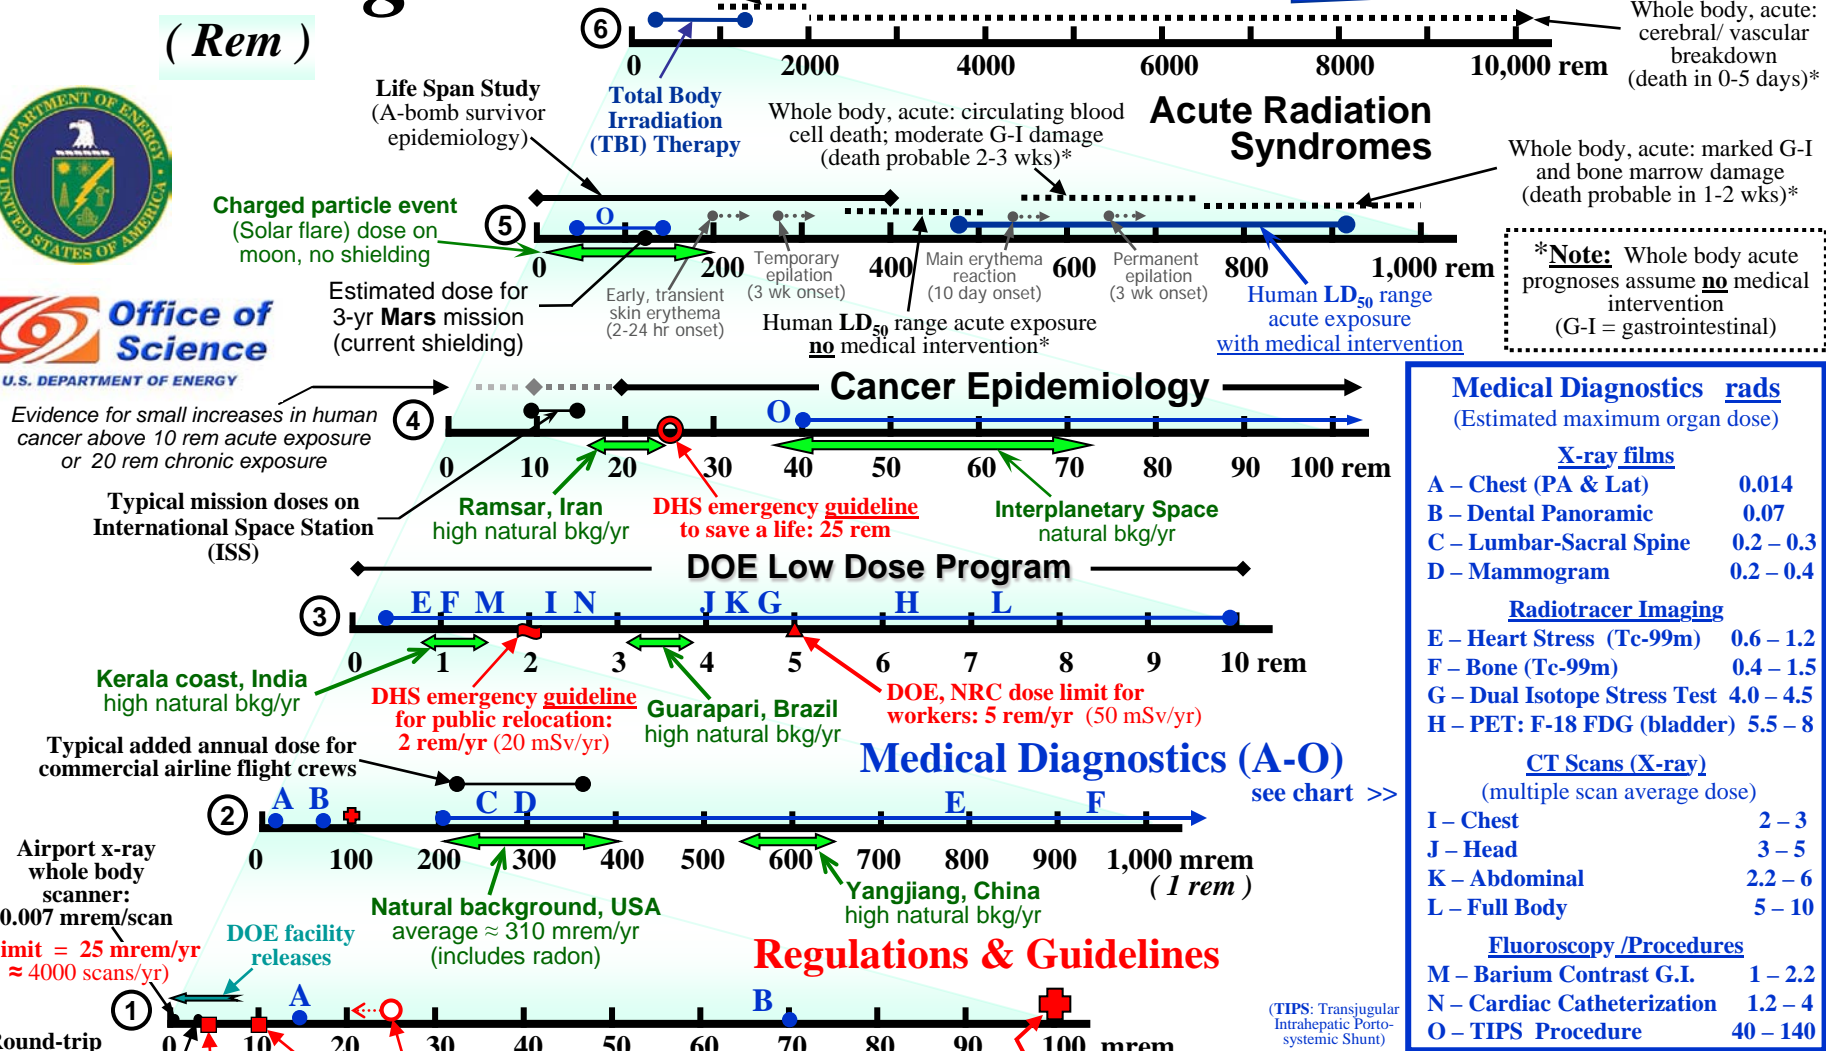 ( Rem )
6
0 2000 4000 6000 8000 10,000 rem
Whole body, acute:
cerebral/ vascular
breakdown
(death in 0-5 days)*
Life Span Study
(A-bomb survivor
epidemiology)
Total Body
Irradiation
(TBI) Therapy
Whole body, acute: circulating blood
cell death; moderate G-I damage
(death probable 2-3 wks)*
Acute Radiation
Syndromes
Whole body, acute: marked G-I
and bone marrow damage
(death probable in 1-2 wks)*
DEPARTMENT OF ENERGY
UNITED STATES OF AMERICA
Charged particle event
(Solar flare) dose on
moon, no shielding
5
O
0 200 400 600 800 1,000 rem
Early, transient
skin erythema
(2-24 hr onset)
Temporary
epilation
(3 wk onset)
Main erythema
reaction
(10 day onset)
Permanent
epilation
(3 wk onset)
Estimated dose for
3-yr Mars mission
(current shielding)
Human LD50 range acute exposure
no medical intervention*
Human LD50 range
acute exposure
with medical intervention
*Note: Whole body acute
prognoses assume no medical
intervention
(G-I = gastrointestinal)
Office of
Science
U.S. DEPARTMENT OF ENERGY
Cancer Epidemiology
Evidence for small increases in human
cancer above 10 rem acute exposure
or 20 rem chronic exposure
4
O
0 10 20 30 40 50 60 70 80 90 100 rem
Typical mission doses on
International Space Station
(ISS)
Ramsar, Iran
high natural bkg/yr
DHS emergency guideline
to save a life: 25 rem
Interplanetary Space
natural bkg/yr
DOE Low Dose Program
3
E F M I N J K G H L
0 1 2 3 4 5 6 7 8 9 10 rem
Kerala coast, India
high natural bkg/yr
DHS emergency guideline
for public relocation:
2 rem/yr (20 mSv/yr)
Guarapari, Brazil
high natural bkg/yr
DOE, NRC dose limit for
workers: 5 rem/yr (50 mSv/yr)
Typical added annual dose for
commercial airline flight crews
Medical Diagnostics (A-O)
see chart >>
2
A B C D E F
0 100 200 300 400 500 600 700 800 900 1,000 mrem
( 1 rem )
Natural background, USA
average ≈ 310 mrem/yr
(includes radon)
Yangjiang, China
high natural bkg/yr
Airport x-ray
whole body
scanner:
0.007 mrem/scan
imit = 25 mrem/yr
≈ 4000 scans/yr)
DOE facility
releases
Regulations & Guidelines
1
A B
0 10 20 30 40 50 60 70 80 90 100 mrem
Round-trip
(TIPS: Transjugular
Intrahepatic Porto-
systemic Shunt)
Medical Diagnostics rads
(Estimated maximum organ dose)
X-ray films
A – Chest (PA & Lat) 0.014
B – Dental Panoramic 0.07
C – Lumbar-Sacral Spine 0.2 – 0.3
D – Mammogram 0.2 – 0.4
Radiotracer Imaging
E – Heart Stress (Tc-99m) 0.6 – 1.2
F – Bone (Tc-99m) 0.4 – 1.5
G – Dual Isotope Stress Test 4.0 – 4.5
H – PET: F-18 FDG (bladder) 5.5 – 8
CT Scans (X-ray)
(multiple scan average dose)
I – Chest 2 – 3
J – Head 3 – 5
K – Abdominal 2.2 – 6
L – Full Body 5 – 10
Fluoroscopy /Procedures
M – Barium Contrast G.I. 1 – 2.2
N – Cardiac Catheterization 1.2 – 4
O – TIPS Procedure 40 – 140